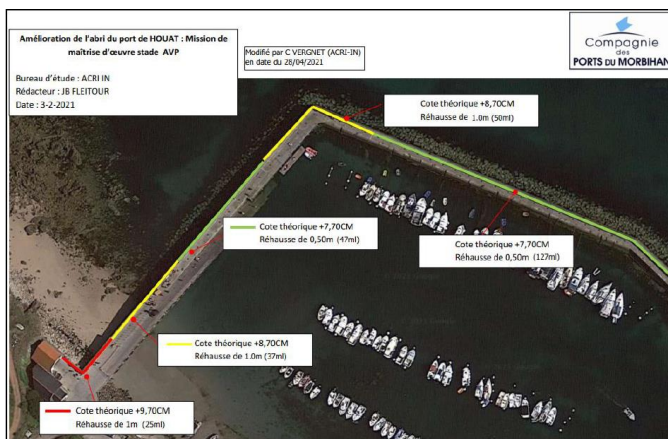 Amélioration de l'abri du port de HOUAT : Mission de
maîtrise d'œuvre stade AVP
Bureau d'étude : ACRI IN
Rédacteur : JB FLEITOUR
Date : 3-2-2021
Modifié par C VERGNET (ACRI-IN)
en date du 28/04/2021
Compagnie
des
PORTS DU MORBIHAN
Cote théorique +8,70CM
Réhausse de 1.0m (50ml)
Cote théorique +7,70CM
Réhausse de 0,50m (47ml)
Cote théorique +7,70CM
Réhausse de 0,50m (127ml)
Cote théorique +8,70CM
Réhausse de 1.0m (37ml)
Cote théorique +9,70CM
Réhausse de 1m (25ml)